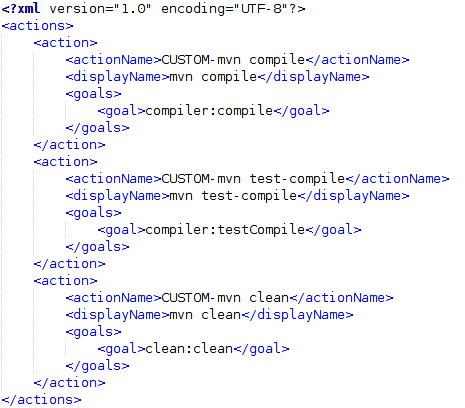 <?xml version="1.0" encoding="UTF-8"?>
<actions>
    <action>
        <actionName>CUSTOM-mvn compile</actionName>
        <displayName>mvn compile</displayName>
        <goals>
            <goal>compiler:compile</goal>
        </goals>
    </action>
    <action>
        <actionName>CUSTOM-mvn test-compile</actionName>
        <displayName>mvn test-compile</displayName>
        <goals>
            <goal>compiler:testCompile</goal>
        </goals>
    </action>
    <action>
        <actionName>CUSTOM-mvn clean</actionName>
        <displayName>mvn clean</displayName>
        <goals>
            <goal>clean:clean</goal>
        </goals>
    </action>
</actions>